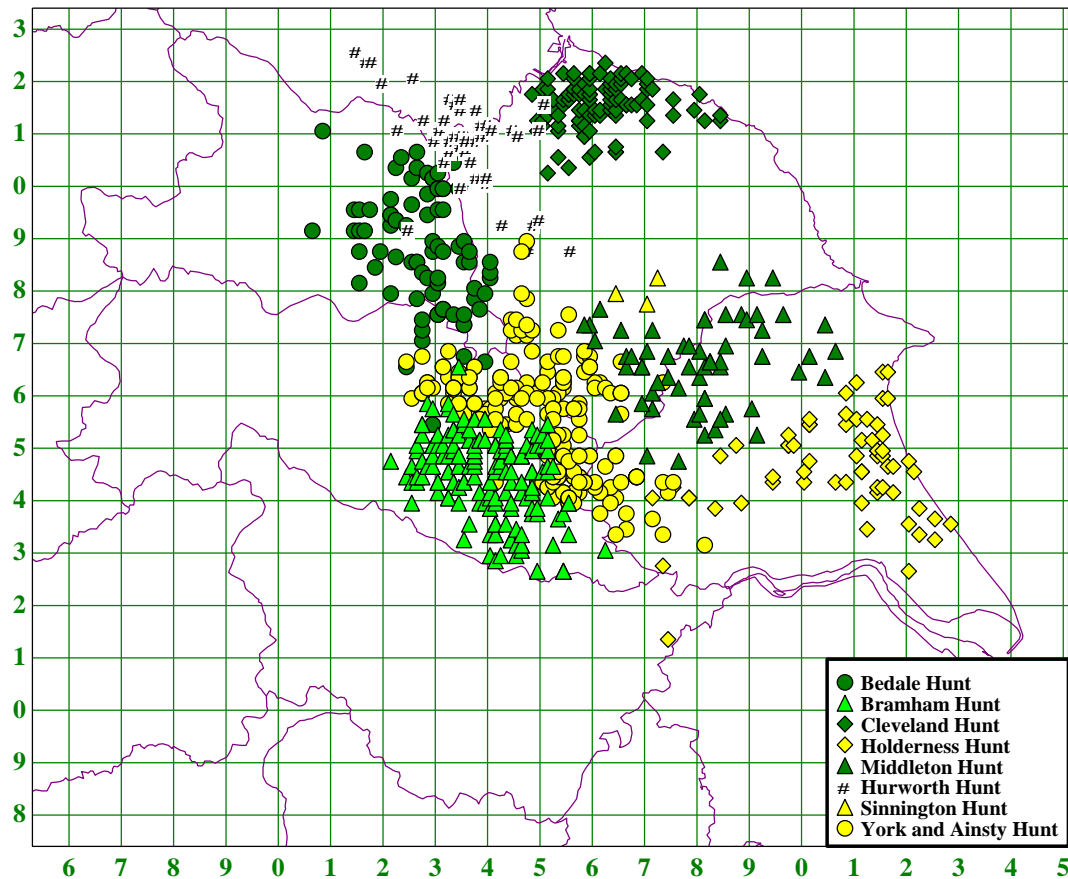 3
2
1
0
9
8
7
6
5
4
3
2
1
0
9
8
Bedale Hunt
Bramham Hunt
Cleveland Hunt
Holderness Hunt
Middleton Hunt
# Hurworth Hunt
Sinnington Hunt
York and Ainsty Hunt
6 7 8 9 0 1 2 3 4 5 6 7 8 9 0 1 2 3 4 5